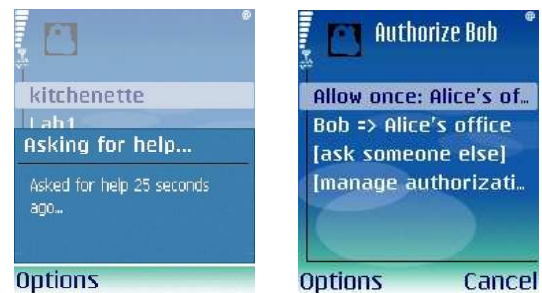 kitchenette
Lab1
Asking for help...
Asked for help 25 seconds
ago...
Options
Authorize Bob
Allow once: Alice's of…
Bob => Alice's office
[ask someone else]
[manage authorizati…
Options Cancel